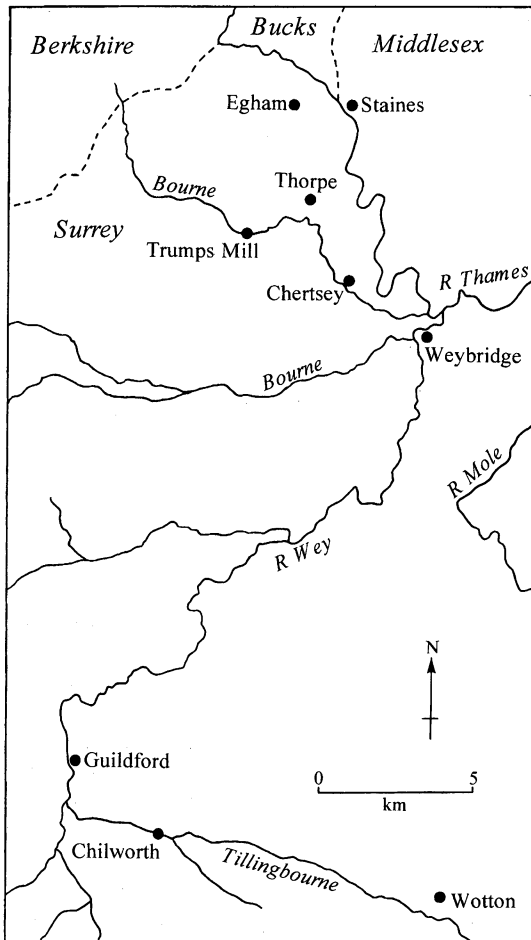 Berkshire
Bucks
Middlesex
Egham
Staines
Bourne
Thorpe
Surrey
Trumps Mill
Chertsey
R Thames
Weybridge
Bourne
R Mole
R Wey
N
Guildford
0 5
km
Chilworth
Tillingbourne
Wotton